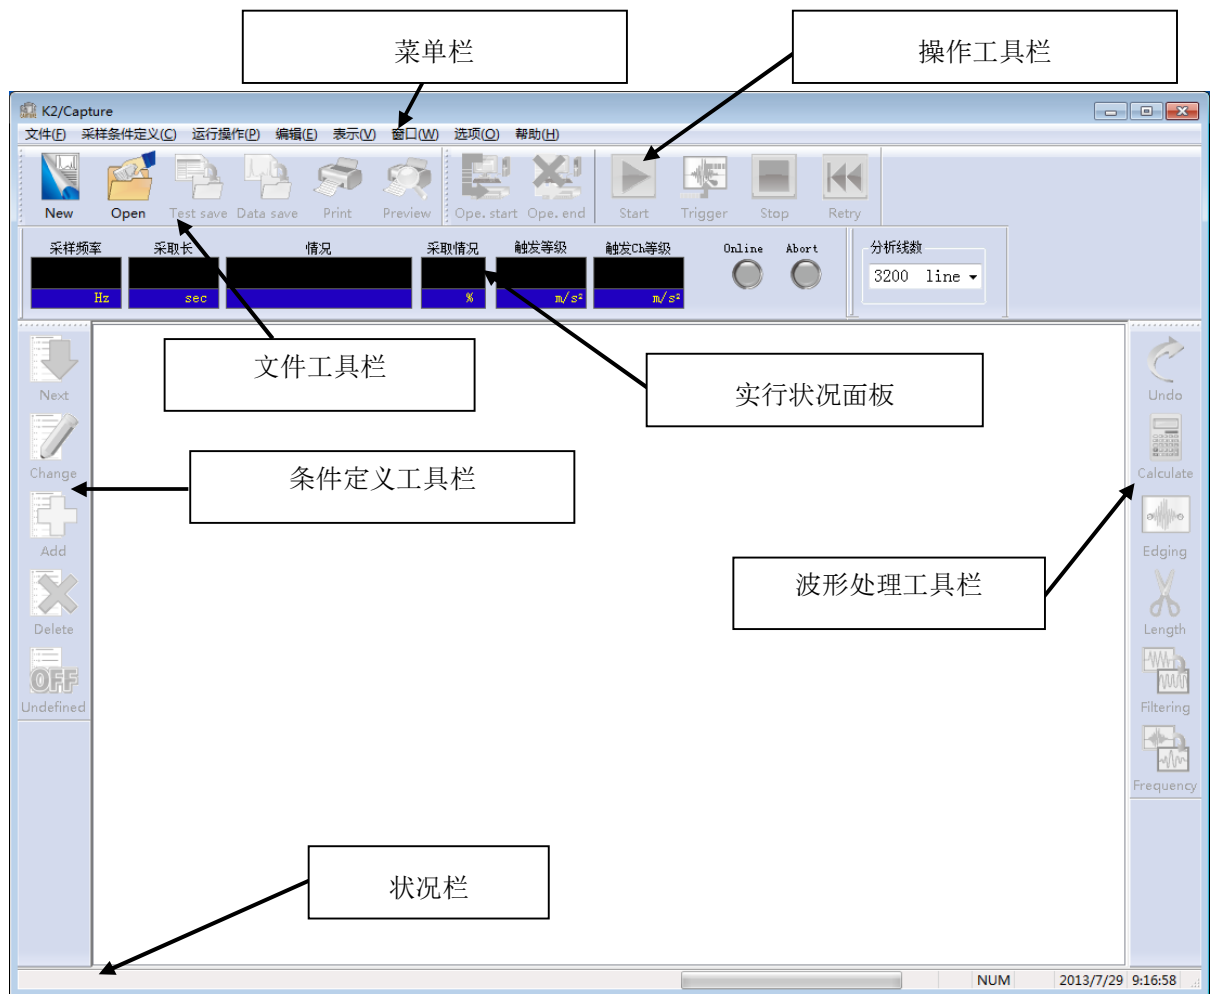 菜单栏
操作工具栏
K2/Capture
文件(F) 采样条件定义(C) 运行操作(P) 编辑(E) 表示(V) 窗口(W) 选项(O) 帮助(H)
New Open Test save Data save Print Preview Ope. start Ope. end Start Trigger Stop Retry
采样频率 采取长 情况 采取情况 触发等级 触发Ch等级 Online Abort 分析线数
3200 line
Hz sec % m/s² m/s²
文件工具栏
实行状况面板
Next
Undo
条件定义工具栏
Change
Calculate
Add
Edging
波形处理工具栏
Delete
Length
OFF
Undefined
Filtering
Frequency
状况栏
NUM 2013/7/29 9:16:58